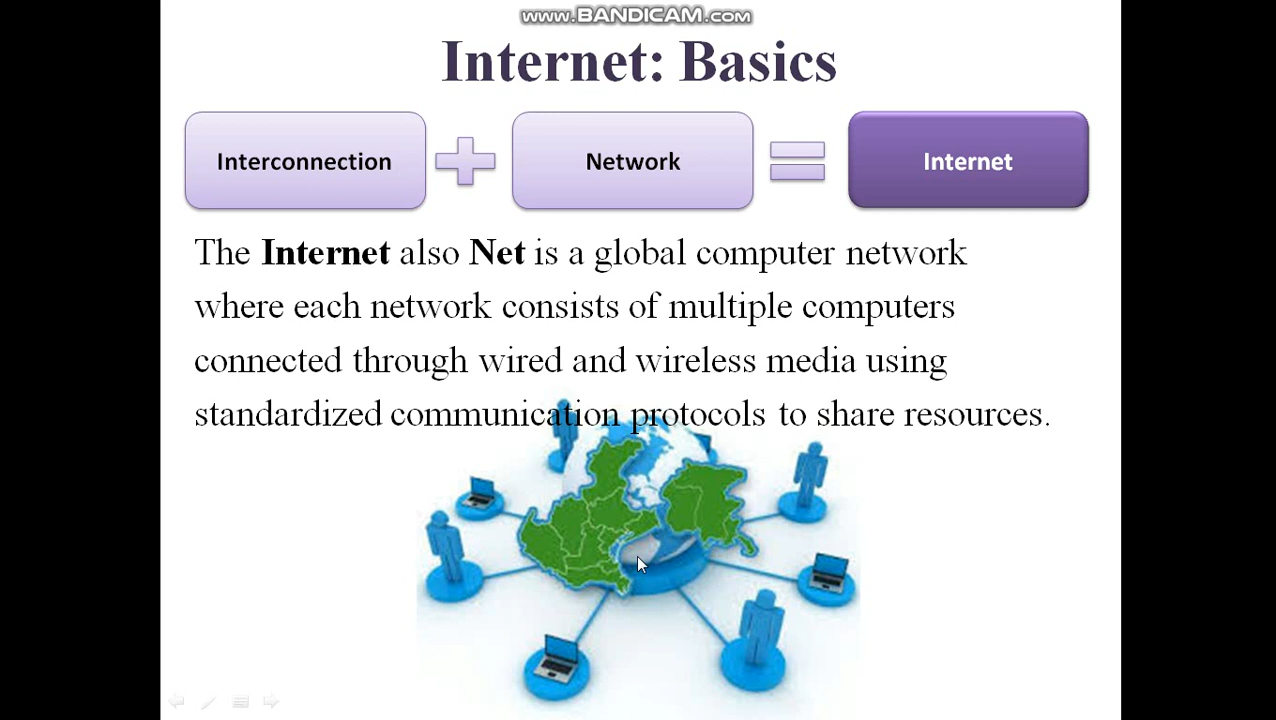 www.BANDICAM.com
Internet: Basics
Interconnection
Network
Internet
The Internet also Net is a global computer network
where each network consists of multiple computers
connected through wired and wireless media using
standardized communication protocols to share resources.